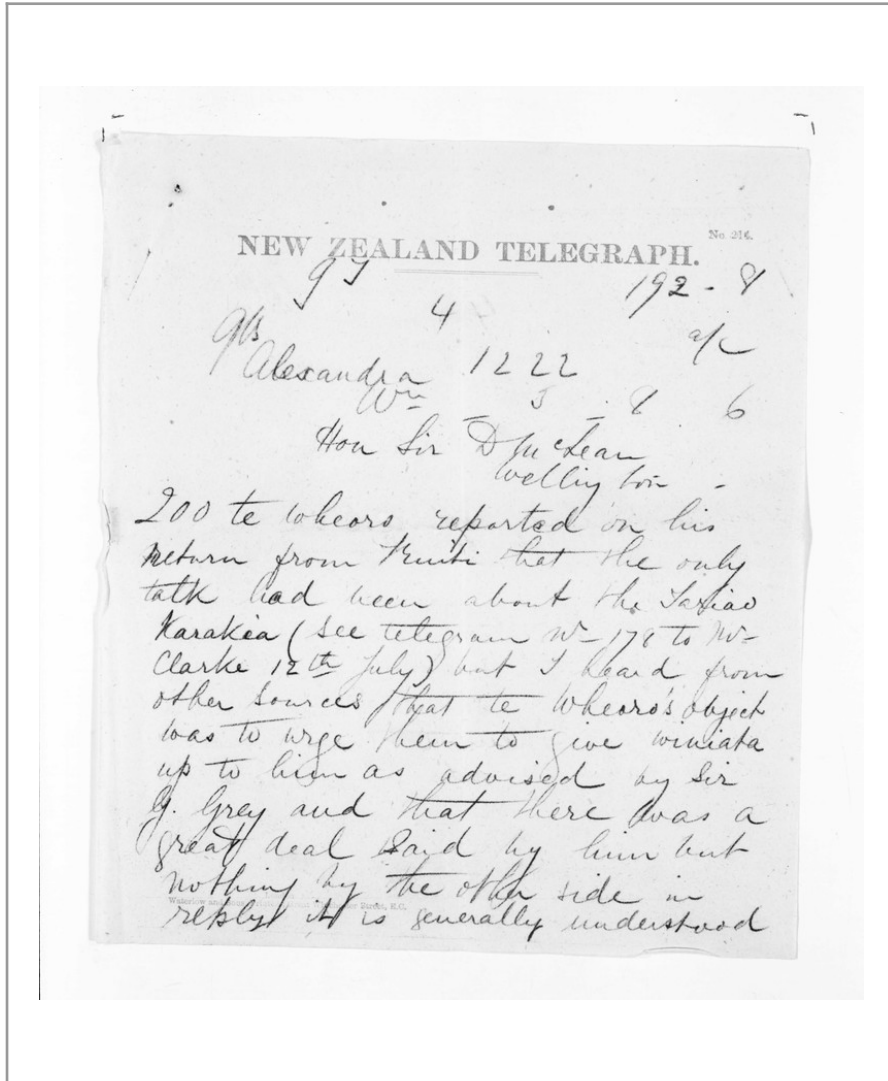 No. 216.
NEW ZEALAND TELEGRAPH.
192 - 8
4
a/c
Alexandra 1222
8 6
Hon Sir D McLean
Wellington -
200 te Wheoro reported on his
return from Kuiti that the only
talk had been about the Tariao
Karakia (see telegram No 178 to Mr
Clarke 12th July) but I heard from
other sources that te Wheoro's object
was to urge them to give winiata
up to him as advised by Sir
G. Grey and that there was a
great deal said by him but
nothing by the other side in
reply it is generally understood